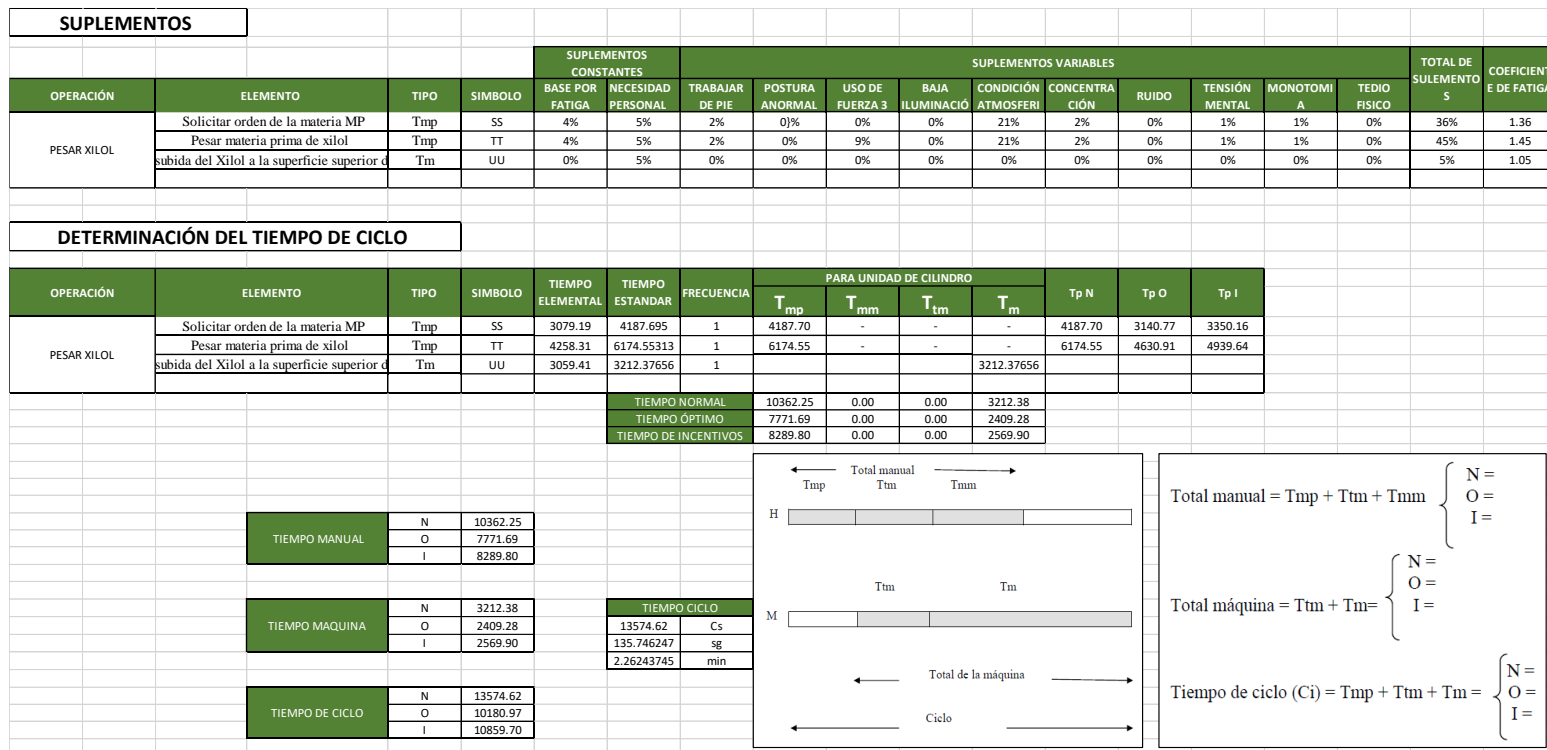 SUPLEMENTOS
SUPLEMENTOS CONSTANTES SUPLEMENTOS VARIABLES TOTAL DE SULEMENTO S COEFICIENT E DE FATIGA
OPERACIÓN ELEMENTO TIPO SIMBOLO BASE POR FATIGA NECESIDAD PERSONAL TRABAJAR DE PIE POSTURA ANORMAL USO DE FUERZA 3 BAJA ILUMINACIÓ CONDICIÓN ATMOSFERI CONCENTRA CIÓN RUIDO TENSIÓN MENTAL MONOTOMI A TEDIO FISICO
PESAR XILOL
Solicitar orden de la materia MP Tmp SS 4% 5% 2% 0}% 0% 0% 21% 2% 0% 1% 1% 0% 36% 1.36
Pesar materia prima de xilol Tmp TT 4% 5% 2% 0% 9% 0% 21% 2% 0% 1% 1% 0% 45% 1.45
subida del Xilol a la superficie superior d Tm UU 0% 5% 0% 0% 0% 0% 0% 0% 0% 0% 0% 0% 5% 1.05
DETERMINACIÓN DEL TIEMPO DE CICLO
OPERACIÓN ELEMENTO TIPO SIMBOLO TIEMPO ELEMENTAL TIEMPO ESTANDAR FRECUENCIA PARA UNIDAD DE CILINDRO Tp N Tp O Tp I
Tmp Tmm Ttm Tm
PESAR XILOL
Solicitar orden de la materia MP Tmp SS 3079.19 4187.695 1 4187.70 - - - 4187.70 3140.77 3350.16
Pesar materia prima de xilol Tmp TT 4258.31 6174.55313 1 6174.55 - - - 6174.55 4630.91 4939.64
subida del Xilol a la superficie superior d Tm UU 3059.41 3212.37656 1 3212.37656
TIEMPO NORMAL 10362.25 0.00 0.00 3212.38
TIEMPO ÓPTIMO 7771.69 0.00 0.00 2409.28
TIEMPO DE INCENTIVOS 8289.80 0.00 0.00 2569.90
TIEMPO MANUAL
N 10362.25
O 7771.69
I 8289.80
TIEMPO MAQUINA
N 3212.38
O 2409.28
I 2569.90
TIEMPO CICLO
13574.62 Cs
135.746247 sg
2.26243745 min
TIEMPO DE CICLO
N 13574.62
O 10180.97
I 10859.70
Total manual
Tmp Ttm Tmm
H
Ttm Tm
M
Total de la máquina
Ciclo
Total manual = Tmp + Ttm + Tmm
N =
O =
I =
Total máquina = Ttm + Tm=
N =
O =
I =
Tiempo de ciclo (Ci) = Tmp + Ttm + Tm =
N =
O =
I =